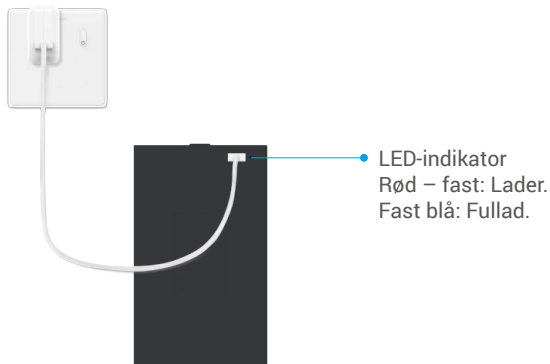 LED-indikator
Rød – fast: Lader.
Fast blå: Fullad.